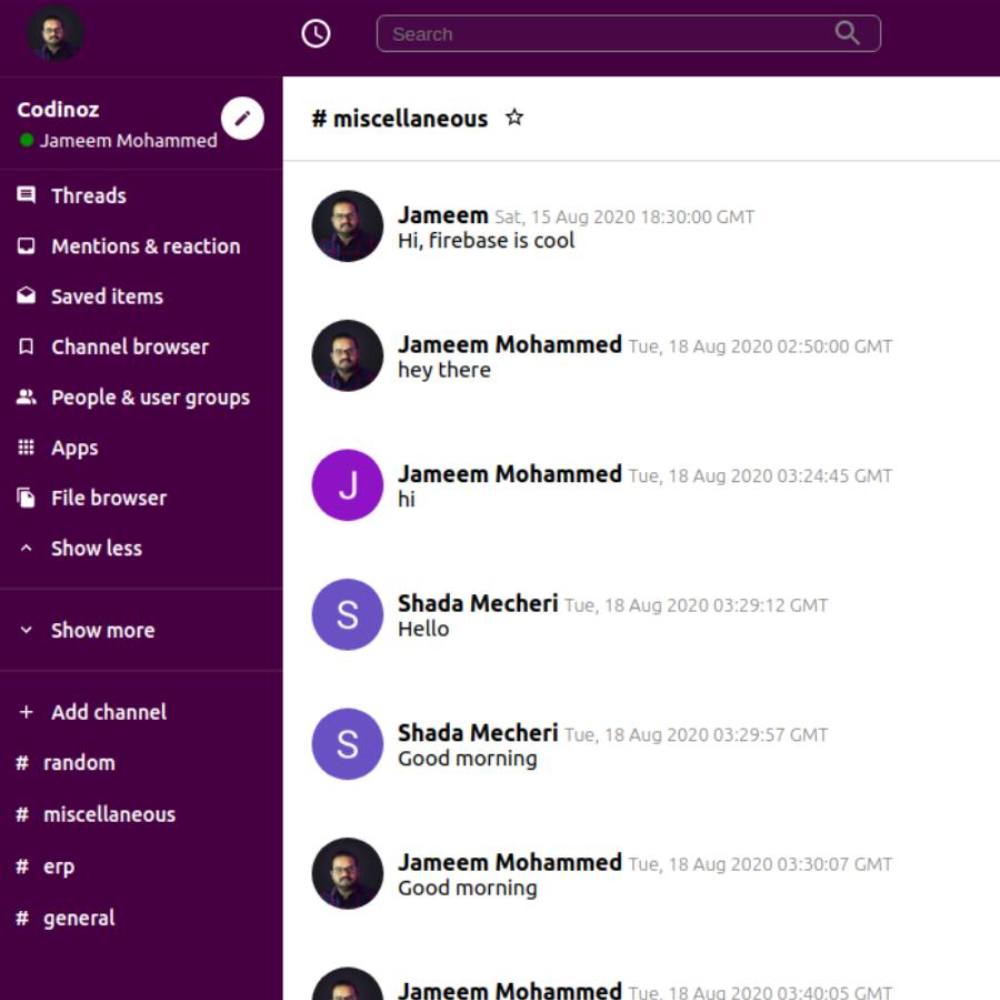 Search
Codinoz
Jameem Mohammed
Threads
Mentions & reaction
Saved items
Channel browser
People & user groups
Apps
File browser
Show less
Show more
+ Add channel
# random
# miscellaneous
# erp
# general
# miscellaneous
Jameem Sat, 15 Aug 2020 18:30:00 GMT
Hi, firebase is cool
Jameem Mohammed Tue, 18 Aug 2020 02:50:00 GMT
hey there
J
Jameem Mohammed Tue, 18 Aug 2020 03:24:45 GMT
hi
S
Shada Mecheri Tue, 18 Aug 2020 03:29:12 GMT
Hello
S
Shada Mecheri Tue, 18 Aug 2020 03:29:57 GMT
Good morning
Jameem Mohammed Tue, 18 Aug 2020 03:30:07 GMT
Good morning
Jameem Mohammed Tue, 18 Aug 2020 03:40:05 GMT